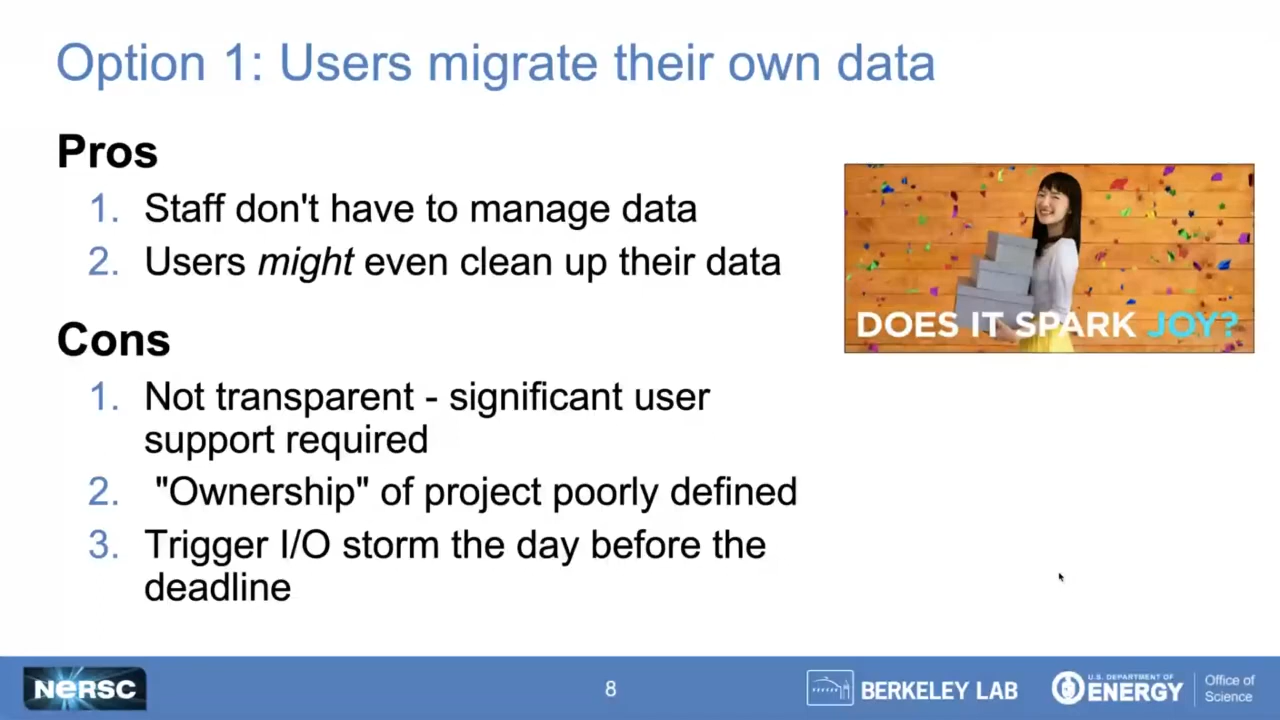 Option 1: Users migrate their own data
Pros
1. Staff don't have to manage data
2. Users might even clean up their data
DOES IT SPARK JOY?
Cons
1. Not transparent - significant user
support required
2. "Ownership" of project poorly defined
3. Trigger I/O storm the day before the
deadline
NERSC
8
BERKELEY LAB
U.S. DEPARTMENT OF
ENERGY
Office of
Science